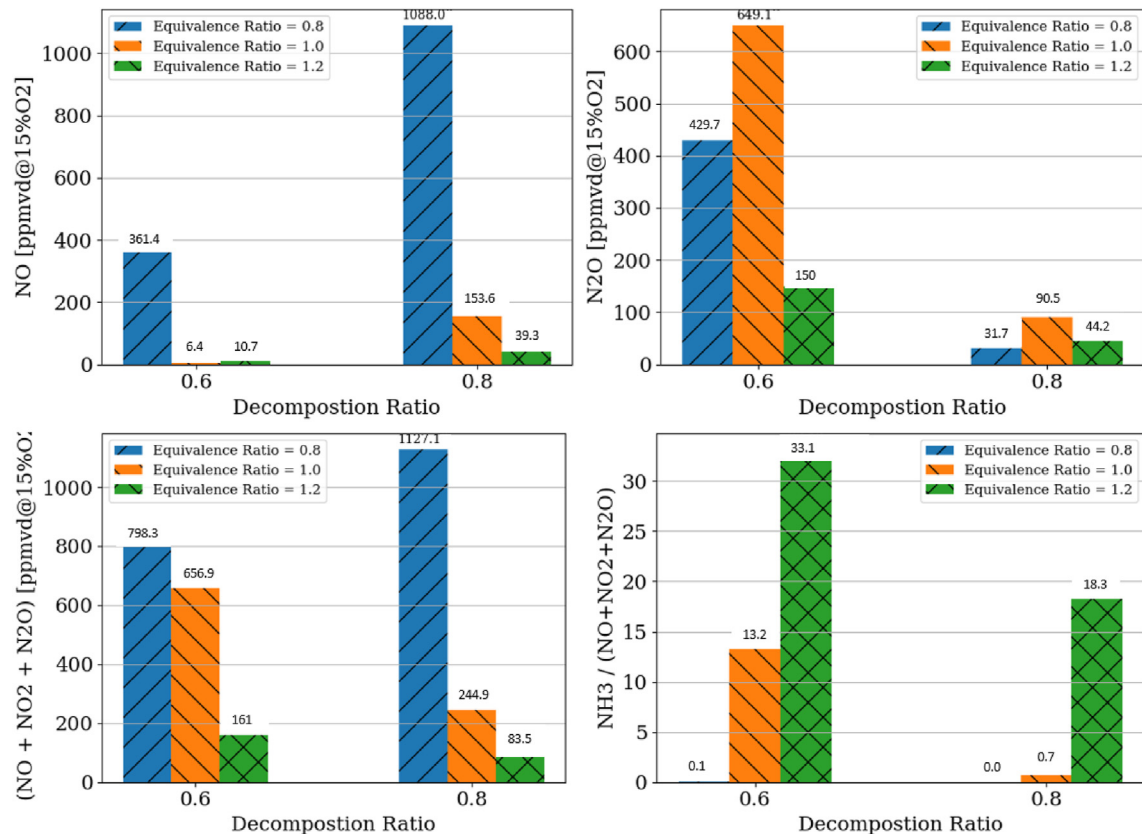 NO [ppmvd@15%O2]
1000
800
600
400
200
0
Equivalence Ratio = 0.8
Equivalence Ratio = 1.0
Equivalence Ratio = 1.2
361.4
6.4
10.7
1088.0
153.6
39.3
0.6
0.8
Decompostion Ratio
N2O [ppmvd@15%O2]
600
500
400
300
200
100
0
429.7
649.1
150
31.7
90.5
44.2
Equivalence Ratio = 0.8
Equivalence Ratio = 1.0
Equivalence Ratio = 1.2
0.6
0.8
Decompostion Ratio
(NO + NO2 + N2O) [ppmvd@15%O2
1000
800
600
400
200
0
Equivalence Ratio = 0.8
Equivalence Ratio = 1.0
Equivalence Ratio = 1.2
798.3
656.9
161
1127.1
244.9
83.5
0.6
0.8
Decompostion Ratio
NH3 / (NO+NO2+N2O)
30
25
20
15
10
5
0
0.1
13.2
33.1
0.0
0.7
18.3
Equivalence Ratio = 0.8
Equivalence Ratio = 1.0
Equivalence Ratio = 1.2
0.6
0.8
Decompostion Ratio